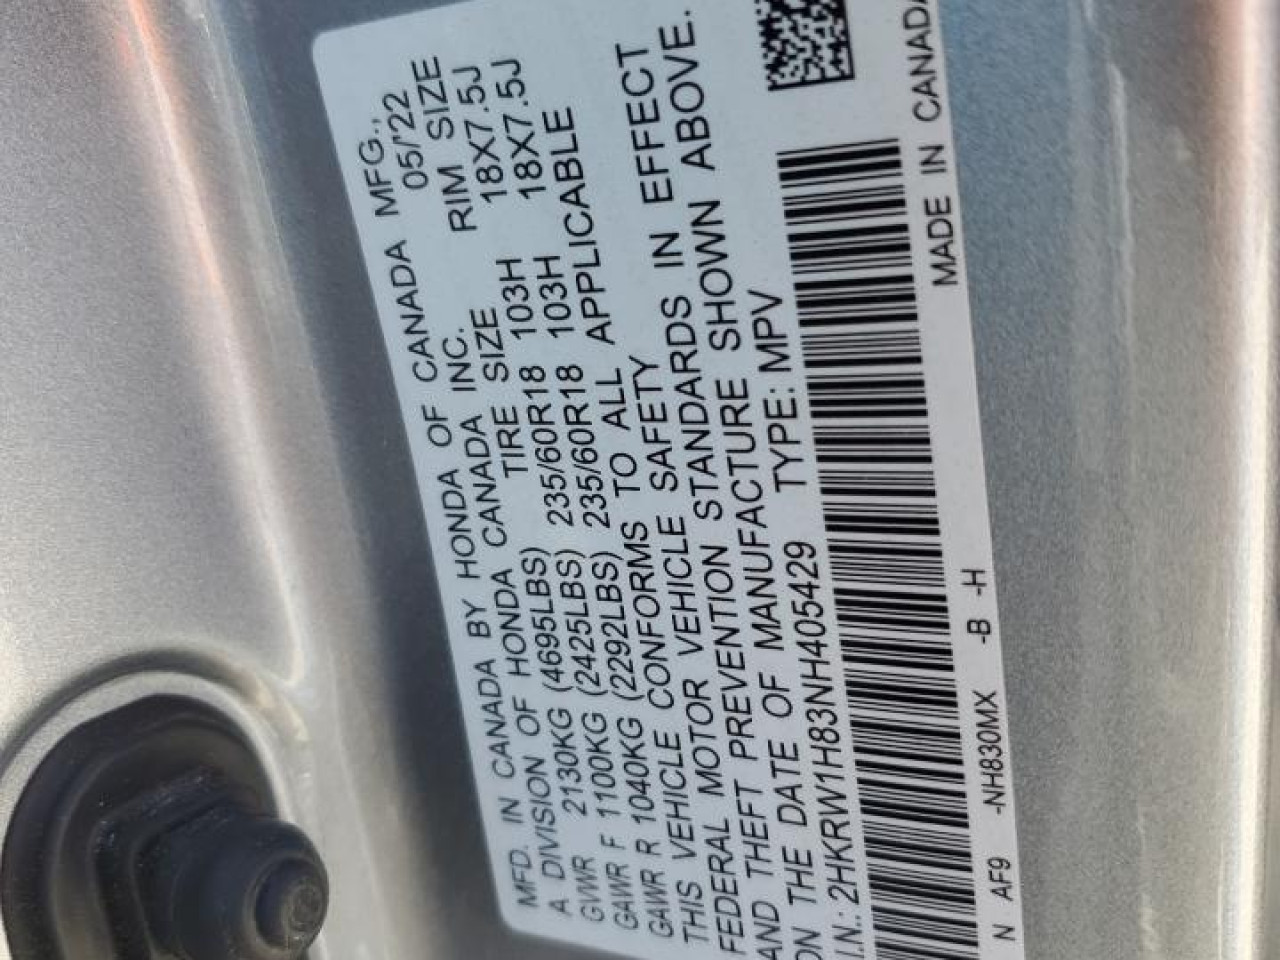 MFD. IN CANADA BY HONDA OF CANADA MFG.,
A DIVISION OF HONDA CANADA INC. 05/'22
GVWR 2130KG (4695LBS) TIRE SIZE RIM SIZE
GAWR F 1100KG (2425LBS) 235/60R18 103H 18X7.5J
GAWR R 1040KG (2292LBS) 235/60R18 103H 18X7.5J
THIS VEHICLE CONFORMS TO ALL APPLICABLE
FEDERAL MOTOR VEHICLE SAFETY
AND THEFT PREVENTION STANDARDS IN EFFECT
ON THE DATE OF MANUFACTURE SHOWN ABOVE.
I.N.: 2HKRW1H83NH405429 TYPE: MPV
MADE IN CANADA
N AF9 -NH830MX -B -H